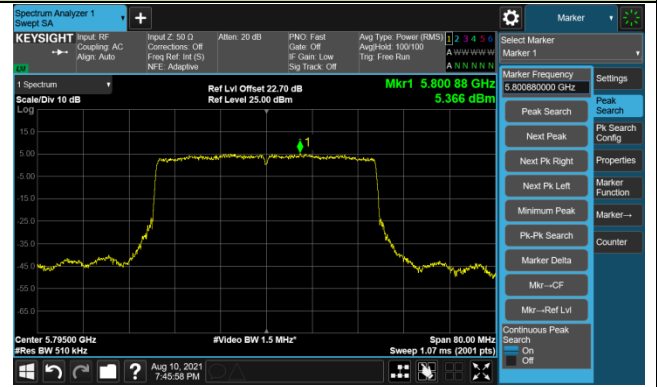 Spectrum Analyzer 1
Swept SA
Marker
KEYSIGHT
Input: RF
Coupling: AC
Align: Auto
Input Z: 50 Ω
Corrections: Off
Freq Ref: Int (S)
NFE: Adaptive
Atten: 20 dB
PNO: Fast
Gate: Off
IF Gain: Low
Sig Track: Off
Avg Type: Power (RMS)
Avg|Hold: 100/100
Trig: Free Run
1 2 3 4 5 6
A W W W W W
A N N N N N
Select Marker
Marker 1
1 Spectrum
Scale/Div 10 dB
Log
Ref Lvl Offset 22.70 dB
Ref Level 25.00 dBm
Mkr1 5.800 88 GHz
5.366 dBm
15.0
5.00
-5.00
-15.0
-25.0
-35.0
-45.0
-55.0
-65.0
1
Center 5.79500 GHz
#Res BW 510 kHz
#Video BW 1.5 MHz*
Span 80.00 MHz
Sweep 1.07 ms (2001 pts)
Marker Frequency
5.800880000 GHz
Peak Search
Next Peak
Next Pk Right
Next Pk Left
Minimum Peak
Pk-Pk Search
Marker Delta
Mkr→CF
Mkr→Ref Lvl
Continuous Peak
Search
On
Off
Settings
Peak
Search
Pk Search
Config
Properties
Marker
Function
Marker→
Counter
Aug 10, 2021
7:45:58 PM